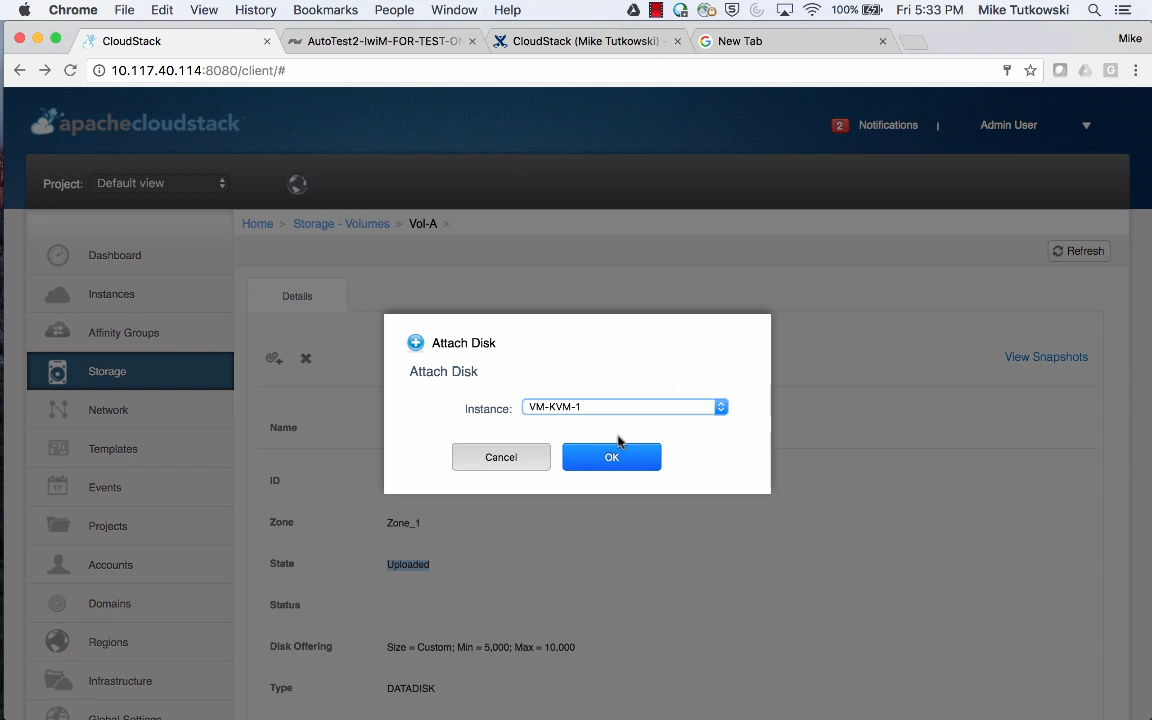 Chrome File Edit View History Bookmarks People Window Help 100% Fri 5:33 PM Mike Tutkowski
CloudStack AutoTest2-IwiM-FOR-TEST-ON CloudStack (Mike Tutkowski) - New Tab Mike
10.117.40.114:8080/client/#
apachecloudstack 2 Notifications | Admin User
Project: Default view
Home > Storage - Volumes > Vol-A >
Refresh
Dashboard
Instances
Affinity Groups
Storage
Network
Templates
17 Events
Projects
Accounts
Domains
Regions
Infrastructure
Global Settings
Details
View Snapshots
Name
ID
Zone Zone_1
State Uploaded
Status
Disk Offering Size = Custom; Min = 5,000; Max = 10,000
Type DATADISK
Attach Disk
Attach Disk
Instance: VM-KVM-1
Cancel OK